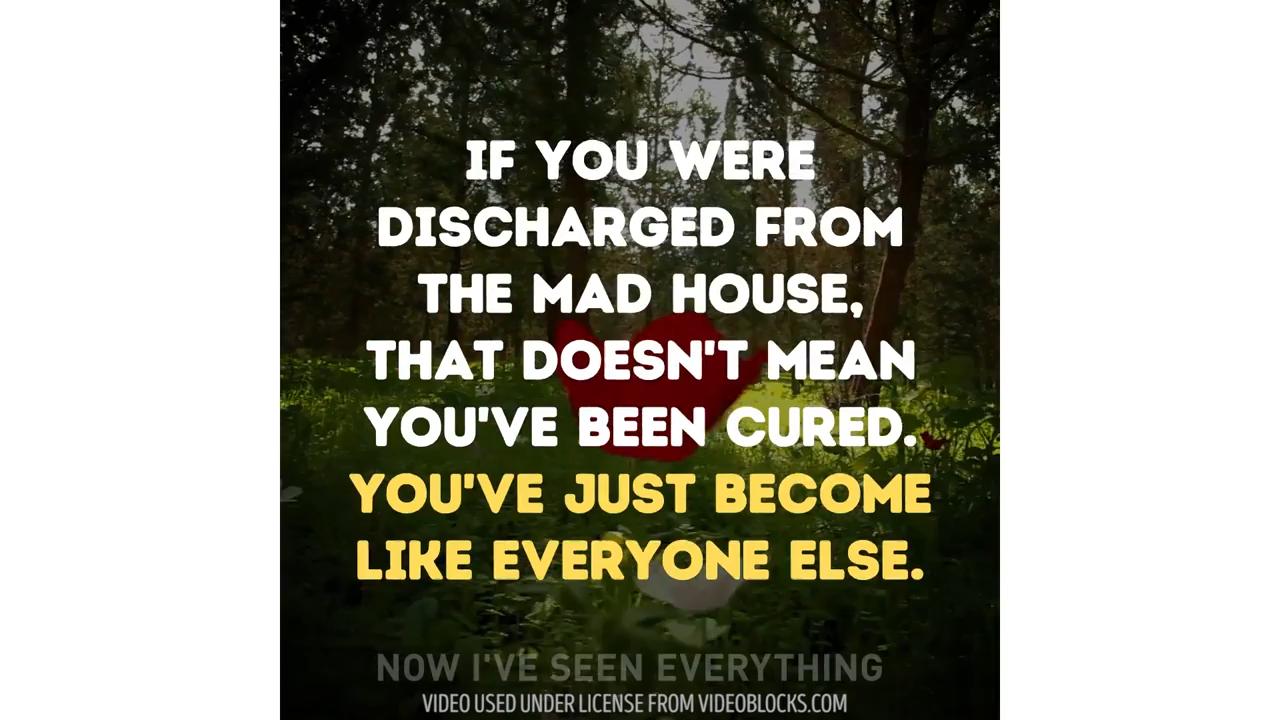 IF YOU WERE
DISCHARGED FROM
THE MAD HOUSE,
THAT DOESN'T MEAN
YOU'VE BEEN CURED.
YOU'VE JUST BECOME
LIKE EVERYONE ELSE.
NOW I'VE SEEN EVERYTHING
VIDEO USED UNDER LICENSE FROM VIDEOBLOCKS.COM